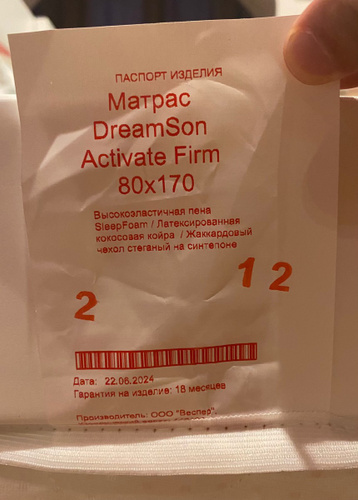 ПАСПОРТ ИЗДЕЛИЯ
Матрас
DreamSon
Activate Firm
80x170
Высокоэластичная пена
SleepFoam / Латексированная
кокосовая койра / Жаккардовый
чехол стеганый на синтепоне
2
1 2
Дата: 22.06.2024
Гарантия на изделие: 18 месяцев
Производитель: ООО "Веспер".